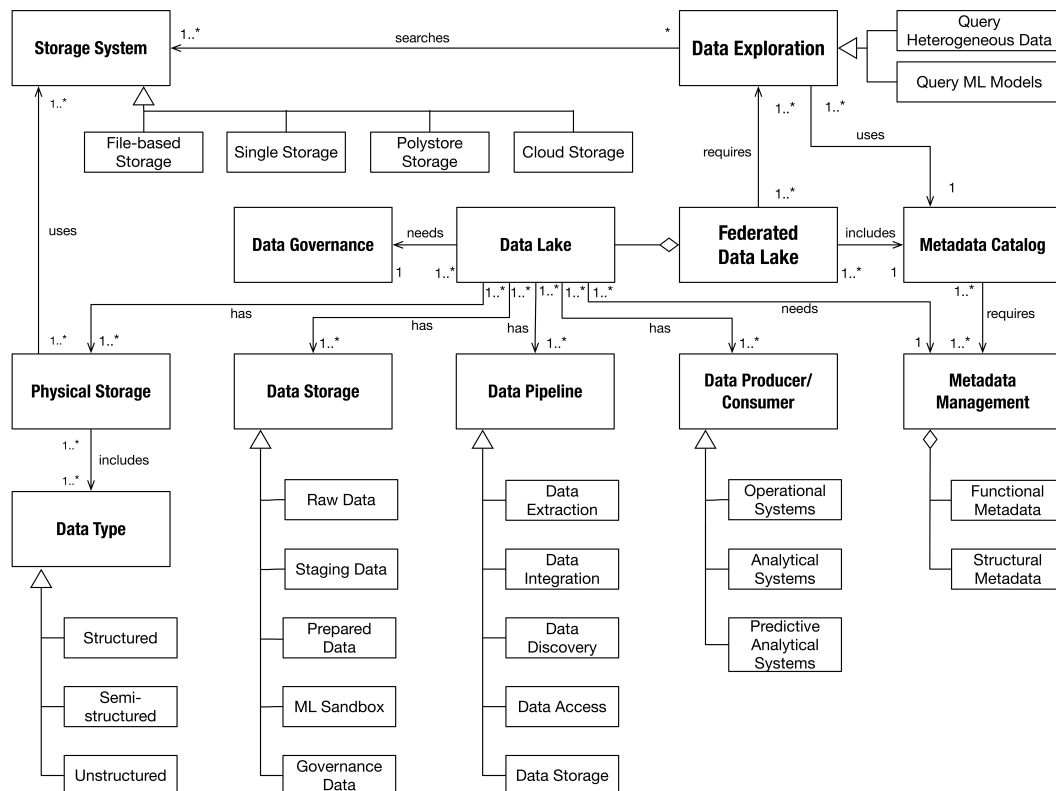 Storage System
1..*
searches
*
Data Exploration
Query
Heterogeneous Data
Query ML Models
1..*
1..*
1..*
File-based
Storage
Single Storage
Polystore
Storage
Cloud Storage
requires
uses
1..*
1
uses
Data Governance
needs
1
1..*
Data Lake
Federated
Data Lake
includes
1..*
1
Metadata Catalog
1..*
1..*
1..*
1..*
1..*
1..*
has
has
has
has
needs
requires
1..*
1..*
1..*
1..*
1..*
1
1..*
Physical Storage
Data Storage
Data Pipeline
Data Producer/
Consumer
Metadata
Management
1..*
includes
1..*
Data Type
Structured
Semi-
structured
Unstructured
Raw Data
Staging Data
Prepared
Data
ML Sandbox
Governance
Data
Data
Extraction
Data
Integration
Data
Discovery
Data Access
Data Storage
Operational
Systems
Analytical
Systems
Predictive
Analytical
Systems
Functional
Metadata
Structural
Metadata